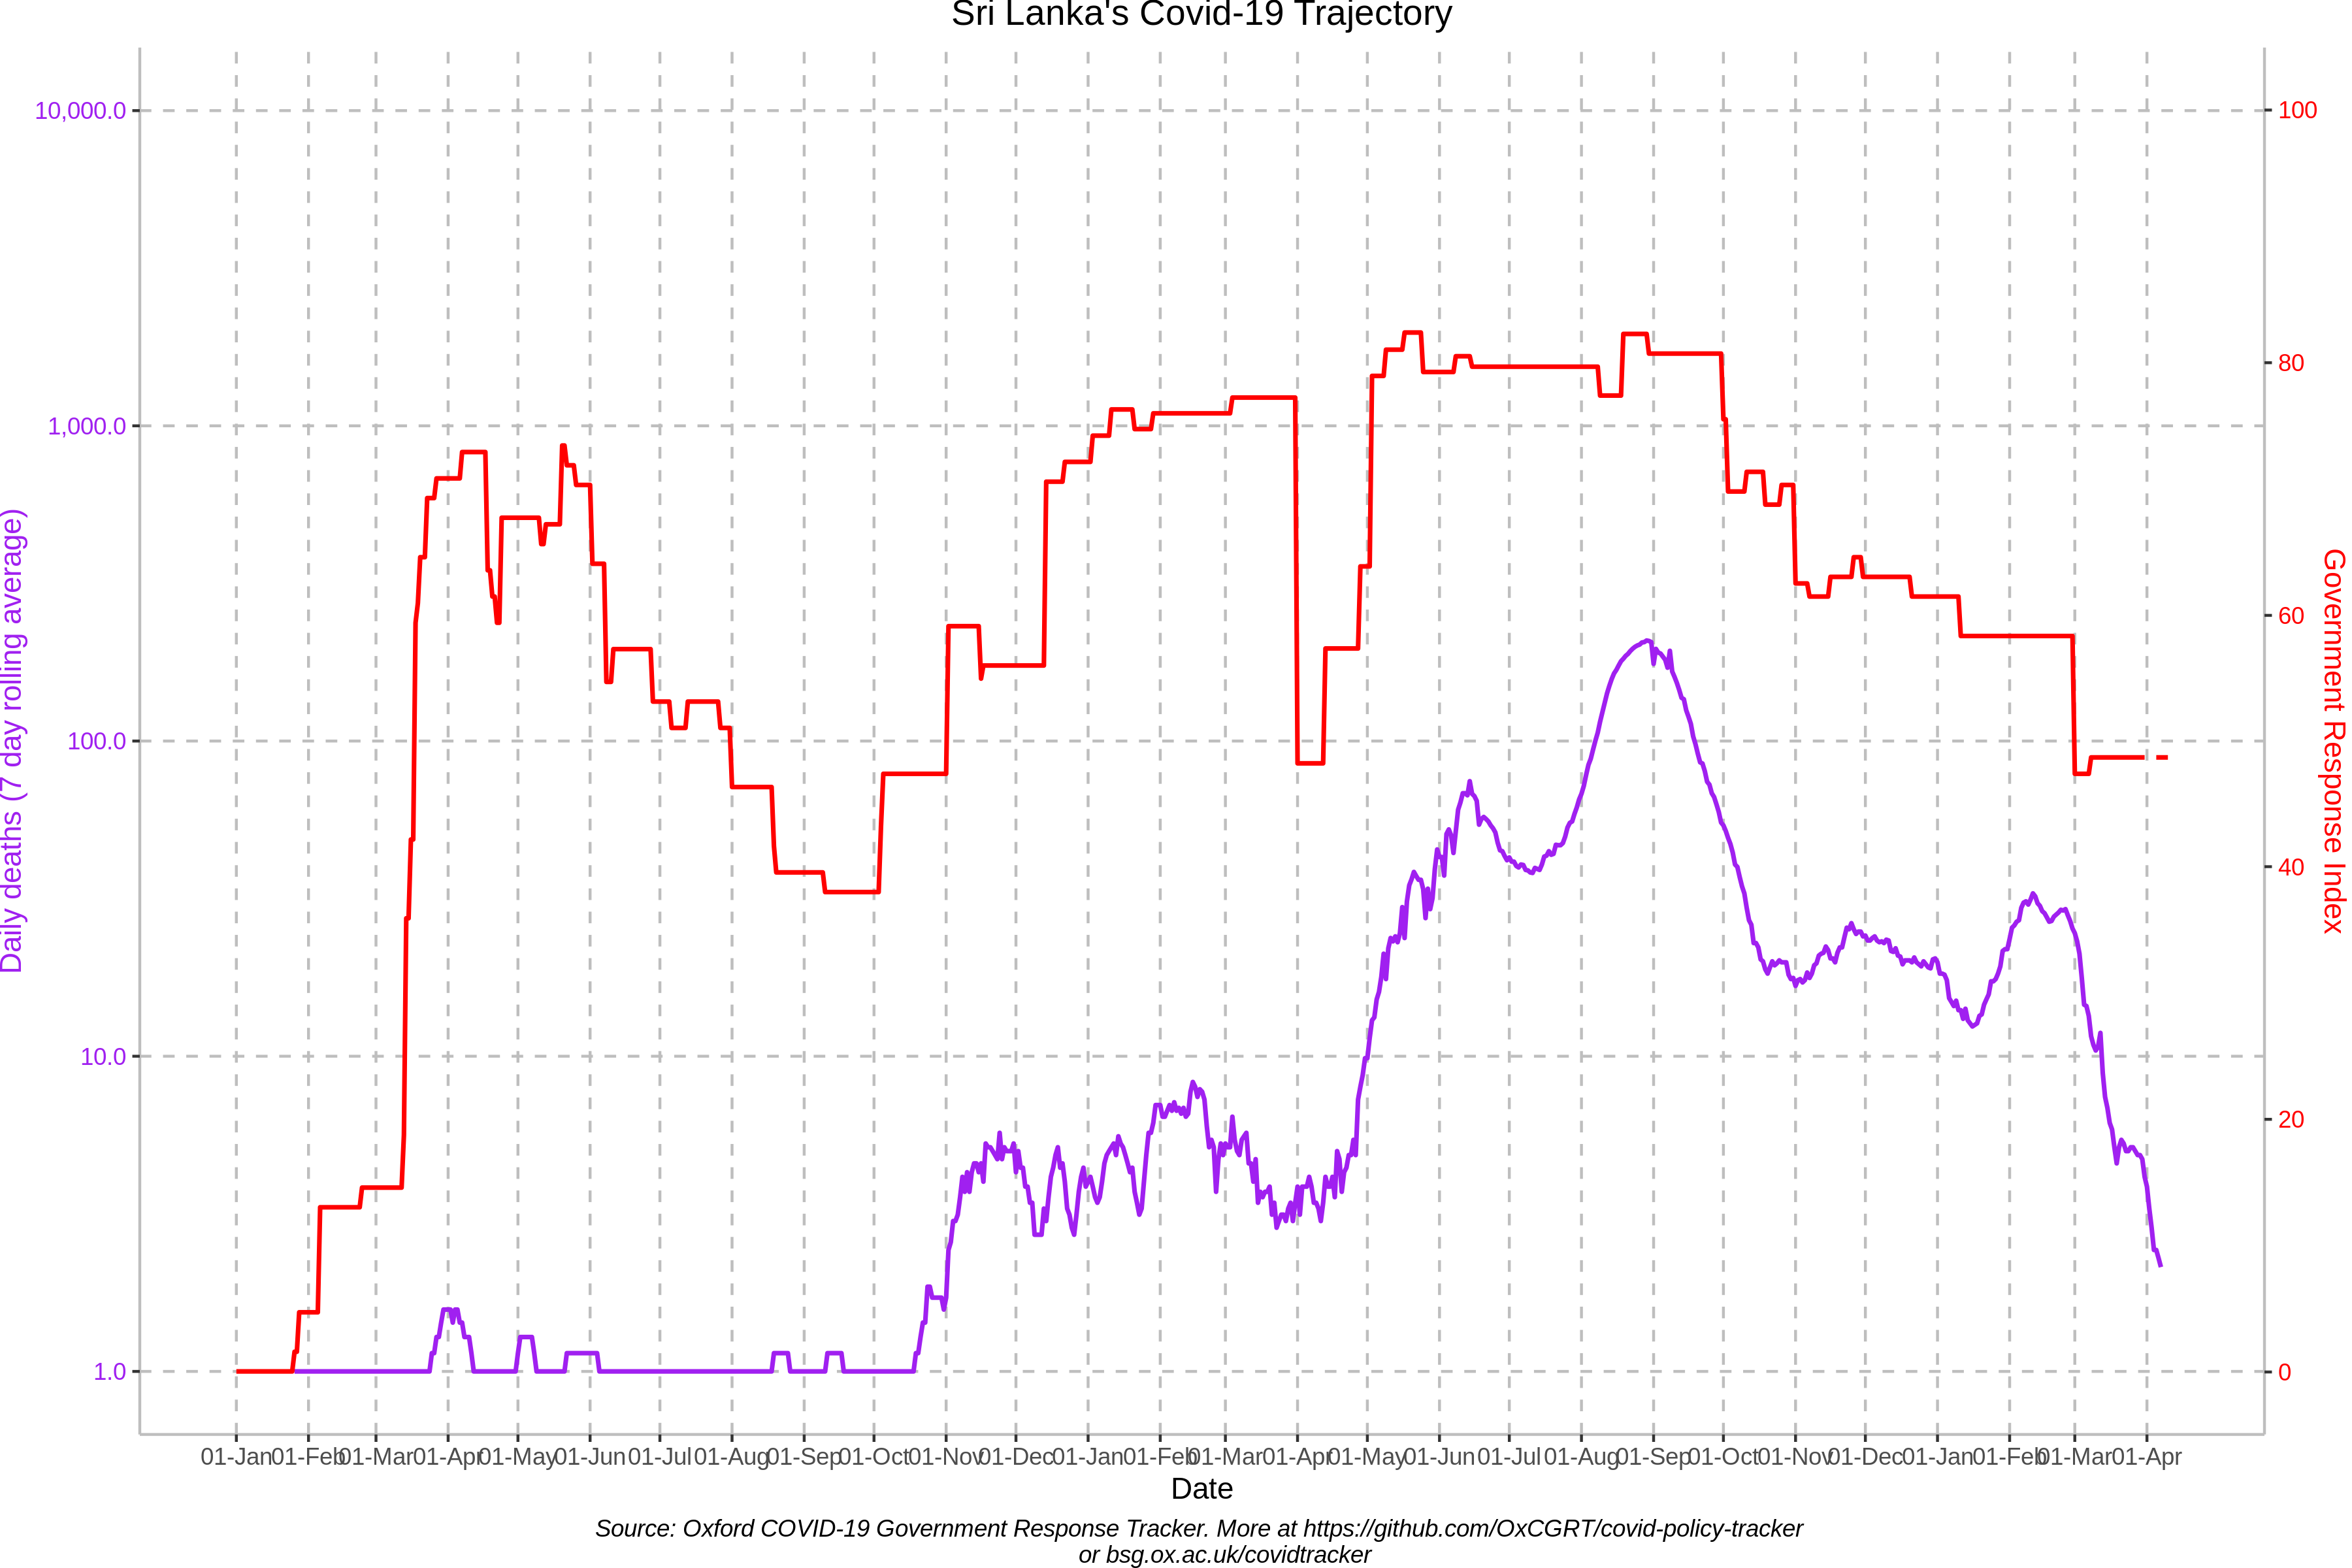 Sri Lanka's Covid-19 Trajectory
10,000.0
1,000.0
100.0
10.0
1.0
Daily deaths (7 day rolling average)
100
80
60
40
20
0
Government Response Index
01-Jan 01-Feb 01-Mar 01-Apr 01-May 01-Jun 01-Jul 01-Aug 01-Sep 01-Oct 01-Nov 01-Dec 01-Jan 01-Feb 01-Mar 01-Apr 01-May 01-Jun 01-Jul 01-Aug 01-Sep 01-Oct 01-Nov 01-Dec 01-Jan 01-Feb 01-Mar 01-Apr
Date
Source: Oxford COVID-19 Government Response Tracker. More at https://github.com/OxCGRT/covid-policy-tracker
or bsg.ox.ac.uk/covidtracker